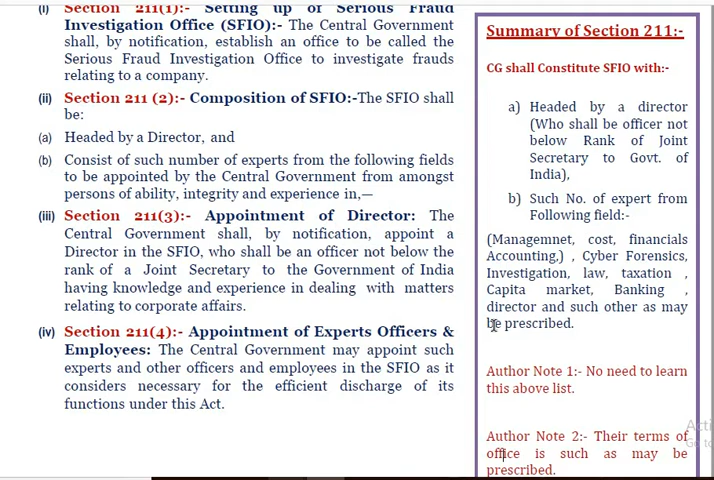 (i) Section 211(1):- Setting up of Serious Fraud
Investigation Office (SFIO):- The Central Government
shall, by notification, establish an office to be called the
Serious Fraud Investigation Office to investigate frauds
relating to a company.
(ii) Section 211 (2):- Composition of SFIO:-The SFIO shall
be:
(a) Headed by a Director, and
(b) Consist of such number of experts from the following fields
to be appointed by the Central Government from amongst
persons of ability, integrity and experience in,—
(iii) Section 211(3):- Appointment of Director: The
Central Government shall, by notification, appoint a
Director in the SFIO, who shall be an officer not below the
rank of a Joint Secretary to the Government of India
having knowledge and experience in dealing with matters
relating to corporate affairs.
(iv) Section 211(4):- Appointment of Experts Officers &
Employees: The Central Government may appoint such
experts and other officers and employees in the SFIO as it
considers necessary for the efficient discharge of its
functions under this Act.
Summary of Section 211:-
CG shall Constitute SFIO with:-
a) Headed by a director
(Who shall be officer not
below Rank of Joint
Secretary to Govt. of
India),
b) Such No. of expert from
Following field:-
(Managemnet, cost, financials
Accounting,) , Cyber Forensics,
Investigation, law, taxation ,
Capita market, Banking ,
director and such other as may
be prescribed.
Author Note 1:- No need to learn
this above list.
Author Note 2:- Their terms of
office is such as may be
prescribed.